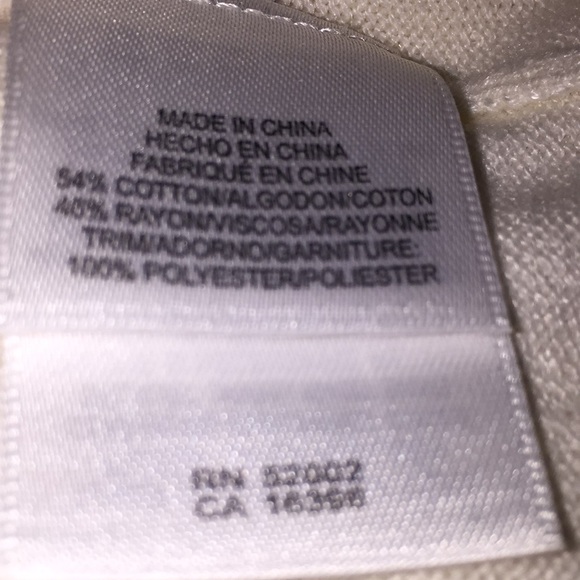 MADE IN CHINA
HECHO EN CHINA
FABRIQUÉ EN CHINE
54% COTTON/ALGODON/COTON
46% RAYON/VISCOSA/RAYONNE
TRIM/ADORNO/GARNITURE:
100% POLYESTER/POLIESTER
RN 52002
CA 16396